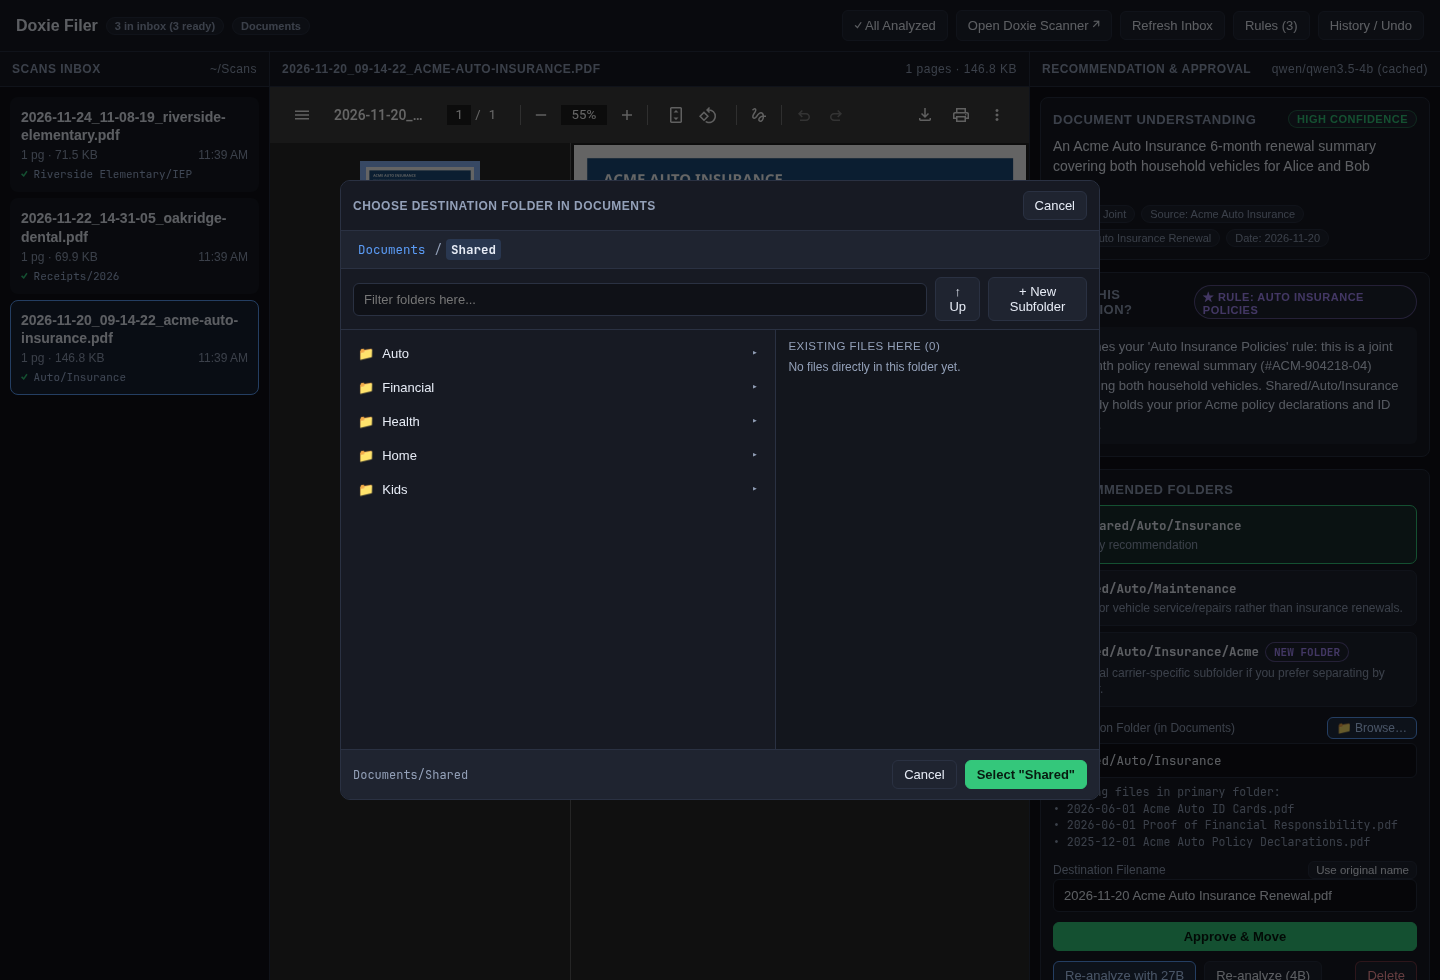 Doxie Filer
3 in inbox (3 ready)
Documents
✓ All Analyzed
Open Doxie Scanner ↗
Refresh Inbox
Rules (3)
History / Undo
SCANS INBOX
~/Scans
2026-11-20_09-14-22_ACME-AUTO-INSURANCE.PDF
1 pages · 146.8 KB
RECOMMENDATION & APPROVAL
qwen/qwen3.5-4b (cached)
2026-11-24_11-08-19_riverside-
elementary.pdf
1 pg · 71.5 KB
11:39 AM
✓ Riverside Elementary/IEP
2026-11-22_14-31-05_oakridge-
dental.pdf
1 pg · 69.9 KB
11:39 AM
✓ Receipts/2026
2026-11-20_09-14-22_acme-auto-
insurance.pdf
1 pg · 146.8 KB
11:39 AM
✓ Auto/Insurance
2026-11-20_…
1 / 1
55%
ACME AUTO INSURANCE
ACME AUTO INSURANCE
CHOOSE DESTINATION FOLDER IN DOCUMENTS
Cancel
Documents / Shared
Filter folders here...
↑
Up
+ New
Subfolder
Auto
Financial
Health
Home
Kids
EXISTING FILES HERE (0)
No files directly in this folder yet.
Documents/Shared
Cancel
Select "Shared"
DOCUMENT UNDERSTANDING
HIGH CONFIDENCE
An Acme Auto Insurance 6-month renewal summary
covering both household vehicles for Alice and Bob
Joint
Source: Acme Auto Insurance
uto Insurance Renewal
Date: 2026-11-20
HIS
ION?
★ RULE: AUTO INSURANCE
POLICIES
es your 'Auto Insurance Policies' rule: this is a joint
nth policy renewal summary (#ACM-904218-04)
ng both household vehicles. Shared/Auto/Insurance
ly holds your prior Acme policy declarations and ID
MMENDED FOLDERS
ared/Auto/Insurance
y recommendation
ed/Auto/Maintenance
or vehicle service/repairs rather than insurance renewals.
ed/Auto/Insurance/Acme
NEW FOLDER
al carrier-specific subfolder if you prefer separating by
.
on Folder (in Documents)
Browse…
ed/Auto/Insurance
g files in primary folder:
• 2026-06-01 Acme Auto ID Cards.pdf
• 2026-06-01 Proof of Financial Responsibility.pdf
• 2025-12-01 Acme Auto Policy Declarations.pdf
Destination Filename
Use original name
2026-11-20 Acme Auto Insurance Renewal.pdf
Approve & Move
Re-analyze with 27B
Re-analyze (4B)
Delete